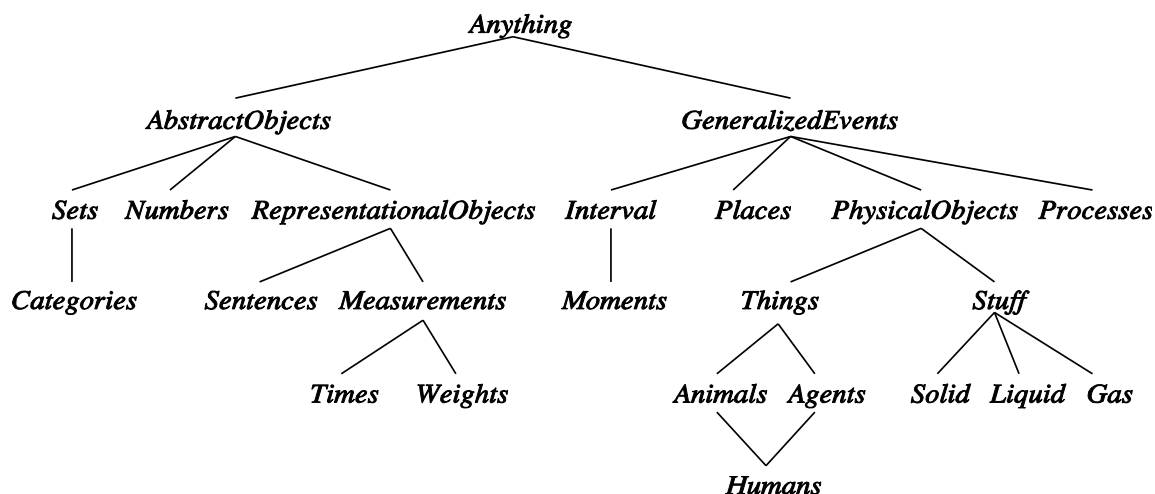 Anything
AbstractObjects GeneralizedEvents
Sets Numbers RepresentationalObjects Interval Places PhysicalObjects Processes
Categories Sentences Measurements Moments Things Stuff
Times Weights Animals Agents Solid Liquid Gas
Humans